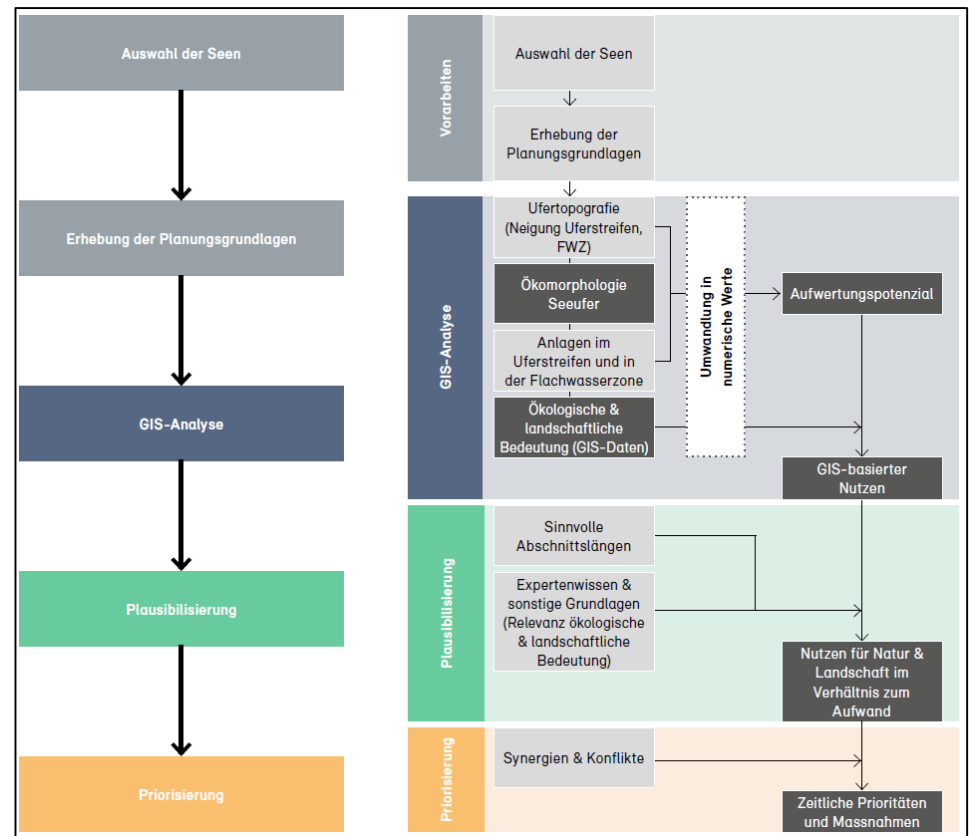 Auswahl der Seen
Erhebung der Planungsgrundlagen
GIS-Analyse
Plausibilisierung
Priorisierung
Vorarbeiten
Auswahl der Seen
Erhebung der
Planungsgrundlagen
GIS-Analyse
Ufertopografie
(Neigung Uferstreifen,
FWZ)
Ökomorphologie
Seeufer
Anlagen im
Uferstreifen und in
der Flachwasserzone
Ökologische &
landschaftliche
Bedeutung (GIS-Daten)
Umwandlung in
numerische Werte
Aufwertungspotenzial
GIS-basierter
Nutzen
Plausibilisierung
Sinnvolle
Abschnittslängen
Expertenwissen &
sonstige Grundlagen
(Relevanz ökologische
& landschaftliche
Bedeutung)
Nutzen für Natur &
Landschaft im
Verhältnis zum
Aufwand
Priorisierung
Synergien & Konflikte
Zeitliche Prioritäten
und Massnahmen